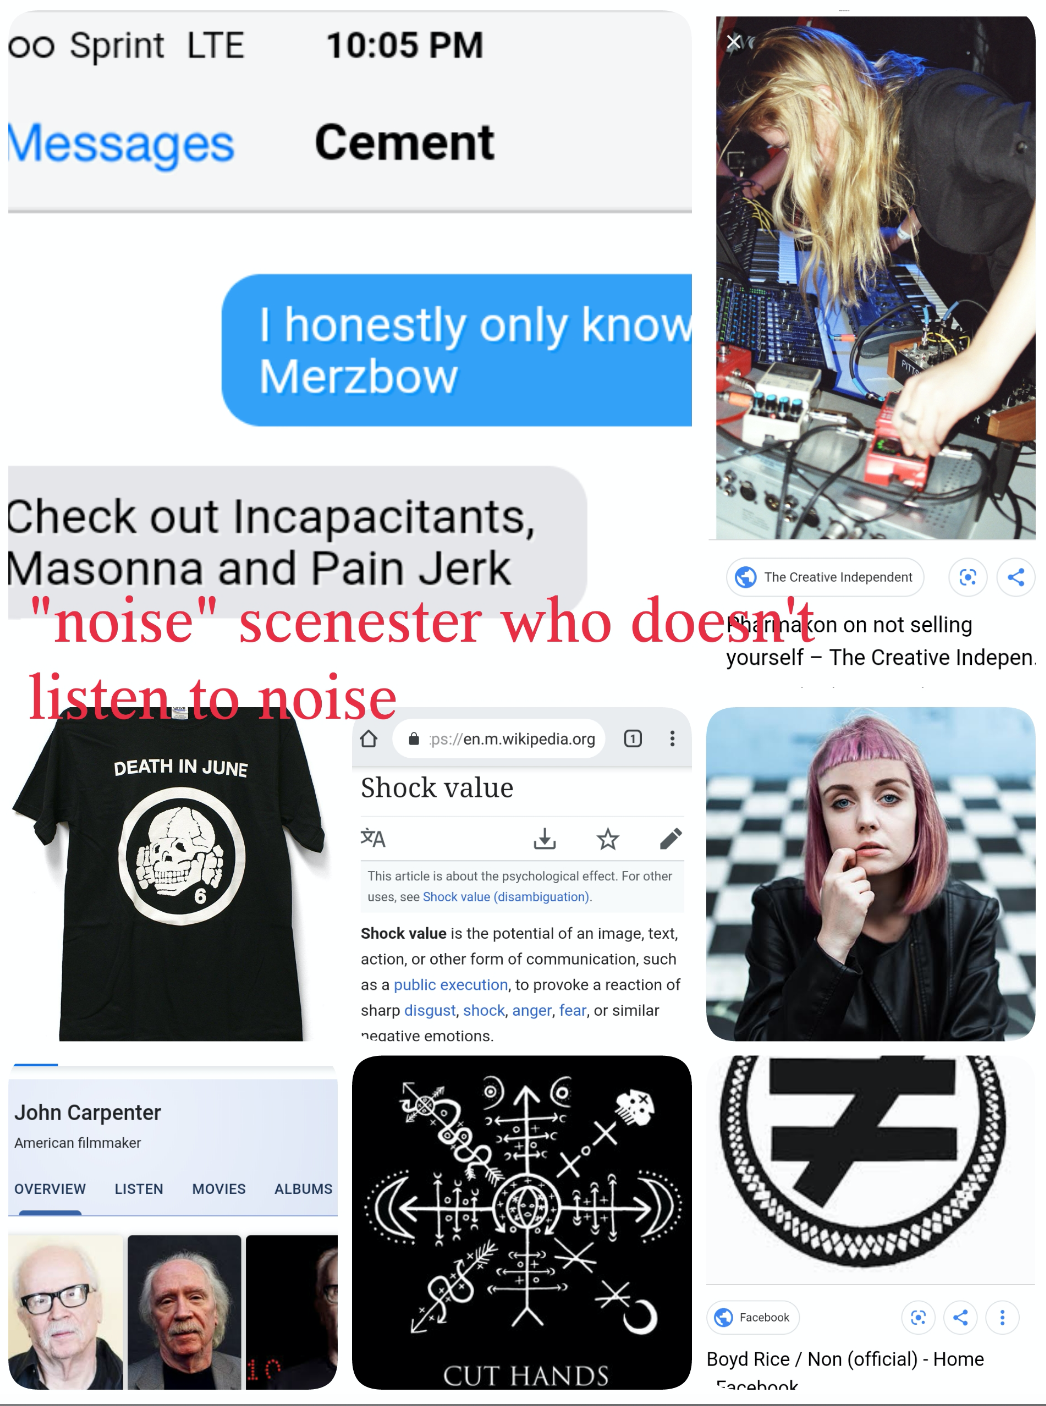 oo Sprint LTE 10:05 PM
Messages Cement
I honestly only know
Merzbow
Check out Incapacitants,
Masonna and Pain Jerk
The Creative Independent
Pharmakon on not selling
yourself – The Creative Indepen.
"noise" scenester who doesn't
listen to noise
DEATH IN JUNE
6
ps://en.m.wikipedia.org 1
Shock value
This article is about the psychological effect. For other
uses, see Shock value (disambiguation).
Shock value is the potential of an image, text,
action, or other form of communication, such
as a public execution, to provoke a reaction of
sharp disgust, shock, anger, fear, or similar
negative emotions.
John Carpenter
American filmmaker
OVERVIEW LISTEN MOVIES ALBUMS
10
CUT HANDS
Facebook
Boyd Rice / Non (official) - Home
Facebook